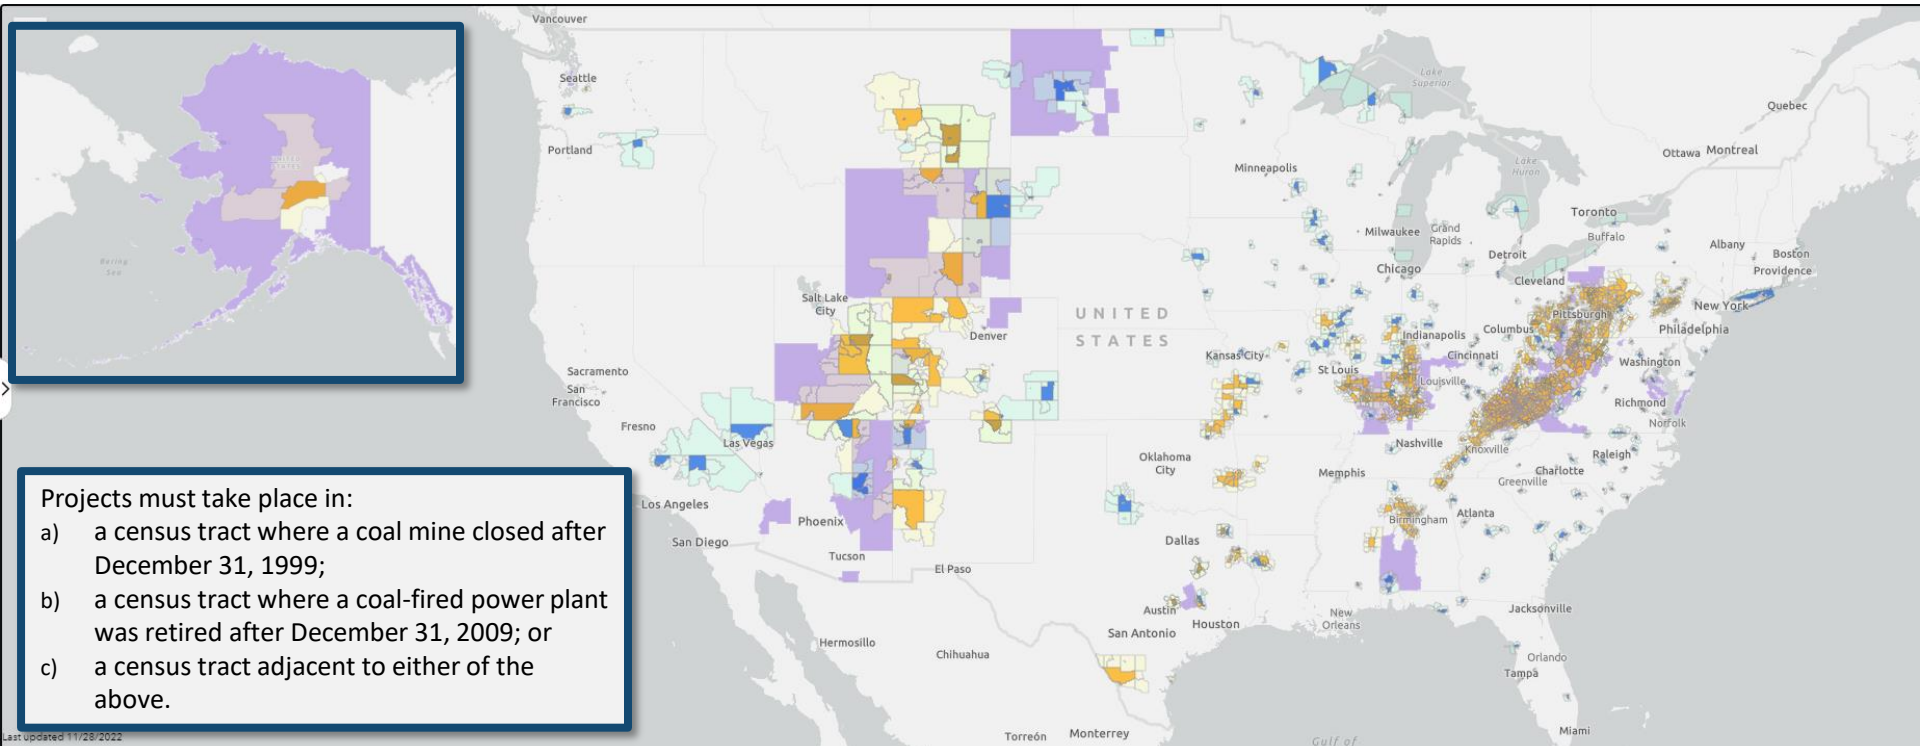 Vancouver
Seattle
Portland
Bering
Sea
Lake
Superior
Quebec
Ottawa
Montreal
Minneapolis
Lake
Huron
Toronto
Buffalo
Milwaukee
Grand
Rapids
Albany
Boston
Providence
Detroit
Chicago
Cleveland
Salt Lake
City
UNITED
STATES
New York
Pittsburgh
Philadelphia
Denver
Indianapolis
Columbus
Kansas City
Cincinnati
Washington
Sacramento
San
Francisco
St Louis
Louisville
Richmond
Norfolk
Fresno
Las Vegas
Nashville
Knoxville
Raleigh
Oklahoma
City
Memphis
Charlotte
Greenville
Los Angeles
Phoenix
Birmingham
Atlanta
San Diego
Tucson
Dallas
El Paso
Austin
Houston
San Antonio
New
Orleans
Jacksonville
Hermosillo
Chihuahua
Orlando
Tampa
Miami
Torreón
Monterrey
Gulf of
Projects must take place in:
a) a census tract where a coal mine closed after
December 31, 1999;
b) a census tract where a coal-fired power plant
was retired after December 31, 2009; or
c) a census tract adjacent to either of the
above.
Last updated 11/28/2022